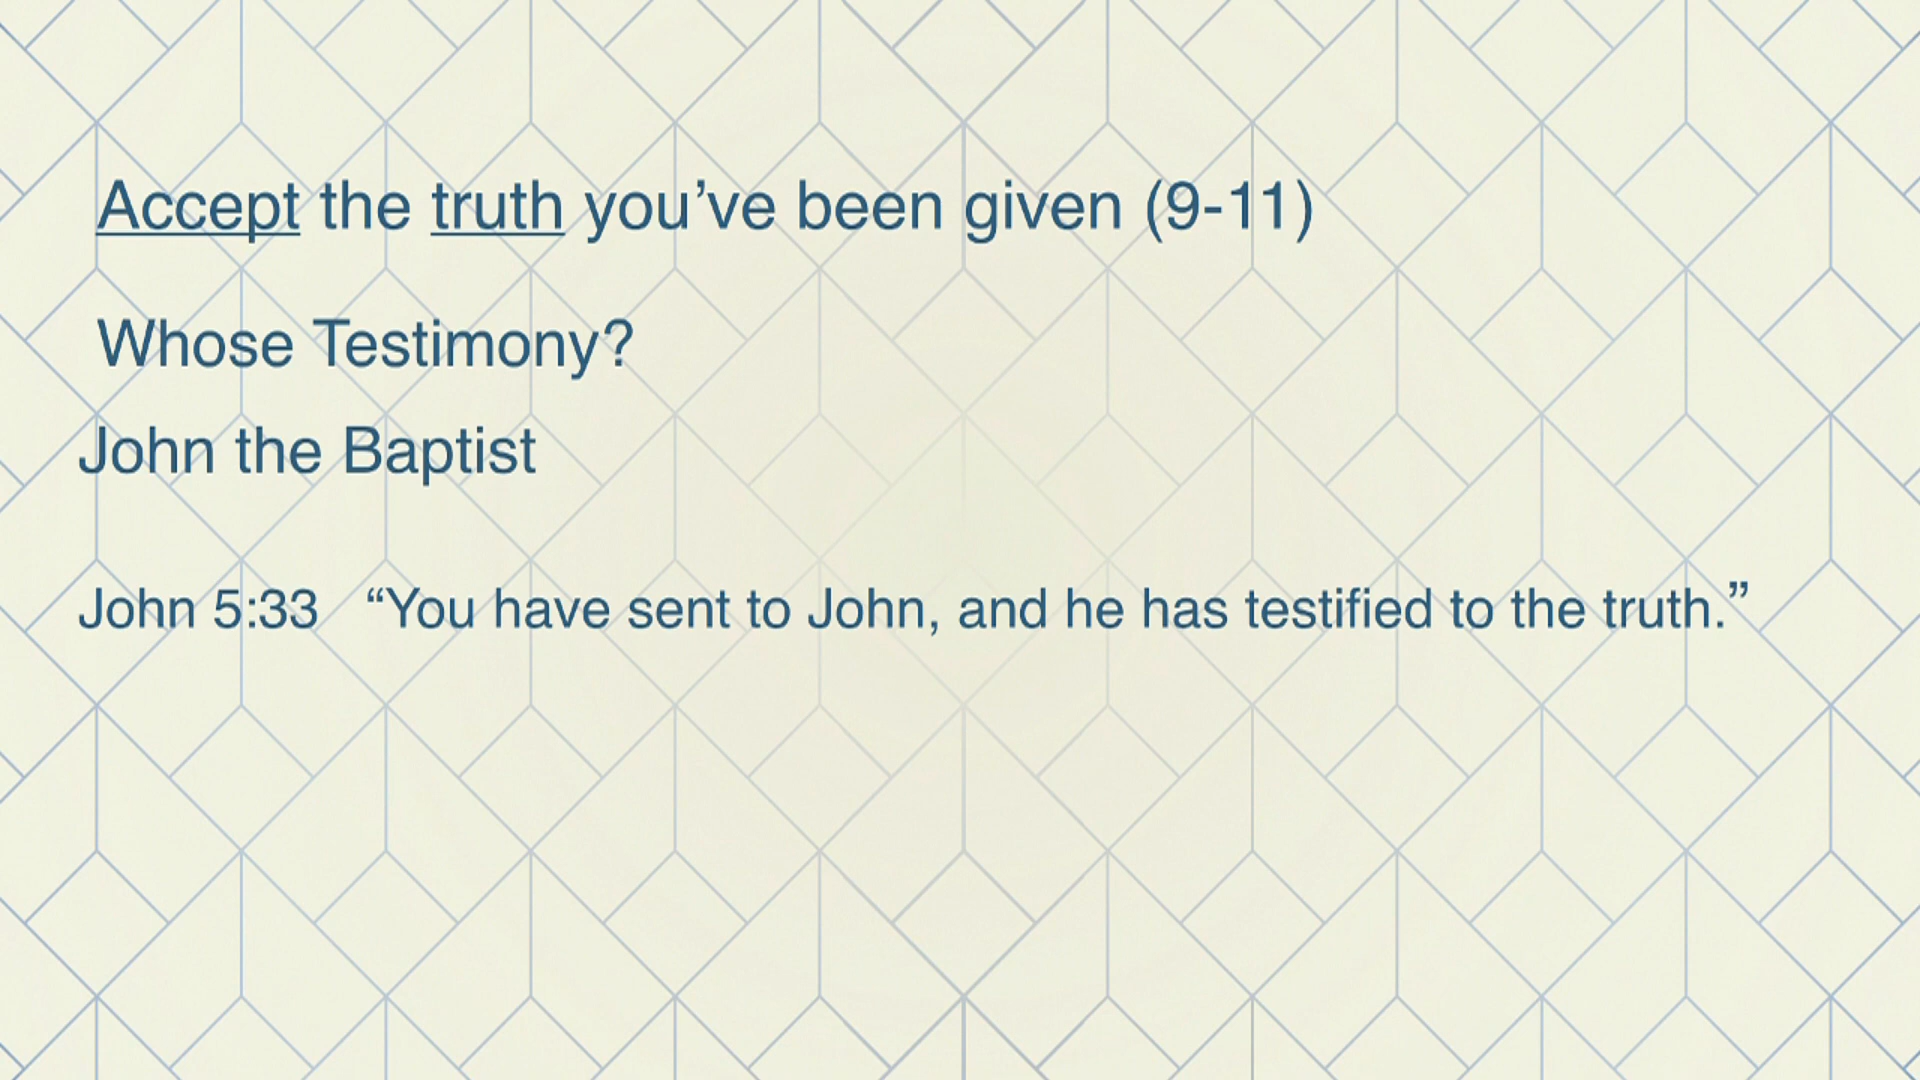 Accept the truth you’ve been given (9-11)
Whose Testimony?
John the Baptist
John 5:33 “You have sent to John, and he has testified to the truth.”